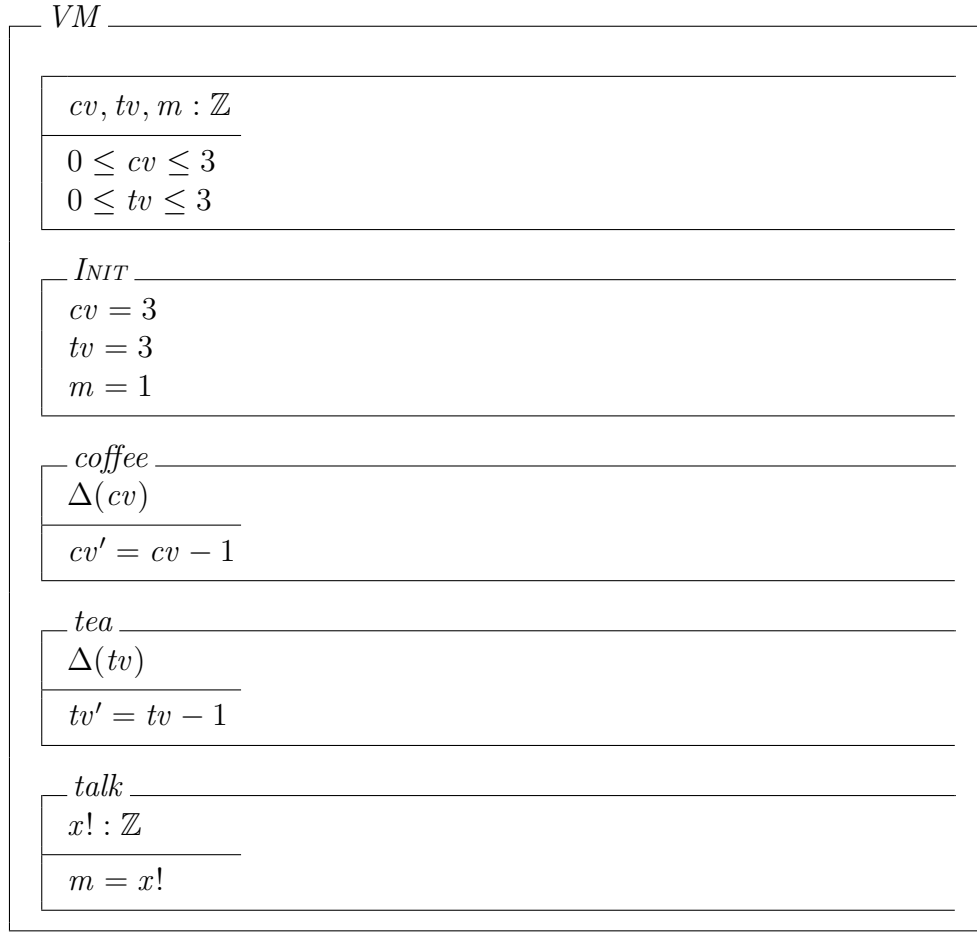 VM
cv, tv, m : ℤ
0 ≤ cv ≤ 3
0 ≤ tv ≤ 3
INIT
cv = 3
tv = 3
m = 1
coffee
Δ(cv)
cv′ = cv − 1
tea
Δ(tv)
tv′ = tv − 1
talk
x! : ℤ
m = x!